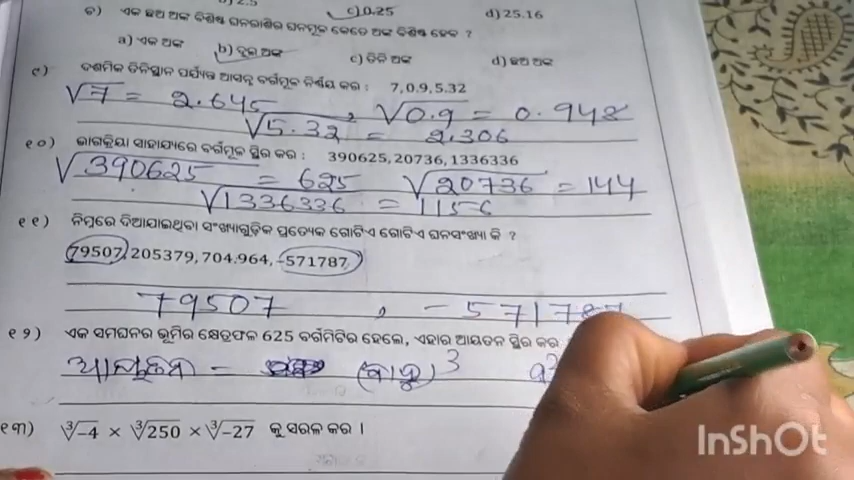 c) 0.25 d) 25.16
ଚ) ଏକ ଛଅ ଅଙ୍କ ବିଶିଷ୍ଟ ଘନରାଶିର ଘନମୂଳ କେତେ ଅଙ୍କ ବିଶିଷ୍ଟ ହେବ ?
a) ଏକ ଅଙ୍କ b) ଦୁଇ ଅଙ୍କ c) ତିନି ଅଙ୍କ d) ଛଅ ଅଙ୍କ
୯) ଦଶମିକ ତିନିସ୍ଥାନ ପର୍ଯ୍ୟନ୍ତ ଆସନ୍ନ ବର୍ଗମୂଳ ନିର୍ଣ୍ଣୟ କର : 7, 0.9, 5.32
√7 = 2.645 , √0.9 = 0.948
√5.32 = 2.306
୧୦) ଭାଗକ୍ରିୟା ସାହାଯ୍ୟରେ ବର୍ଗମୂଳ ସ୍ଥିର କର : 390625, 20736, 1336336
√390625 = 625 √20736 = 144
√1336336 = 1156
୧୧) ନିମ୍ନରେ ଦିଆଯାଇଥିବା ସଂଖ୍ୟାଗୁଡ଼ିକ ପ୍ରତ୍ୟେକ ଗୋଟିଏ ଗୋଟିଏ ଘନସଂଖ୍ୟା କି ?
79507, 205379, 704.964, -571787
79507 , -571787
୧୨) ଏକ ସମଘନର ଭୂମିର କ୍ଷେତ୍ରଫଳ 625 ବର୍ଗମିଟର ହେଲେ, ଏହାର ଆୟତନ ସ୍ଥିର କର
ଆୟତନ – (ବାହୁ)³
୧୩) ∛-4 × ∛250 × ∛-27 କୁ ସରଳ କର ।
InShOt